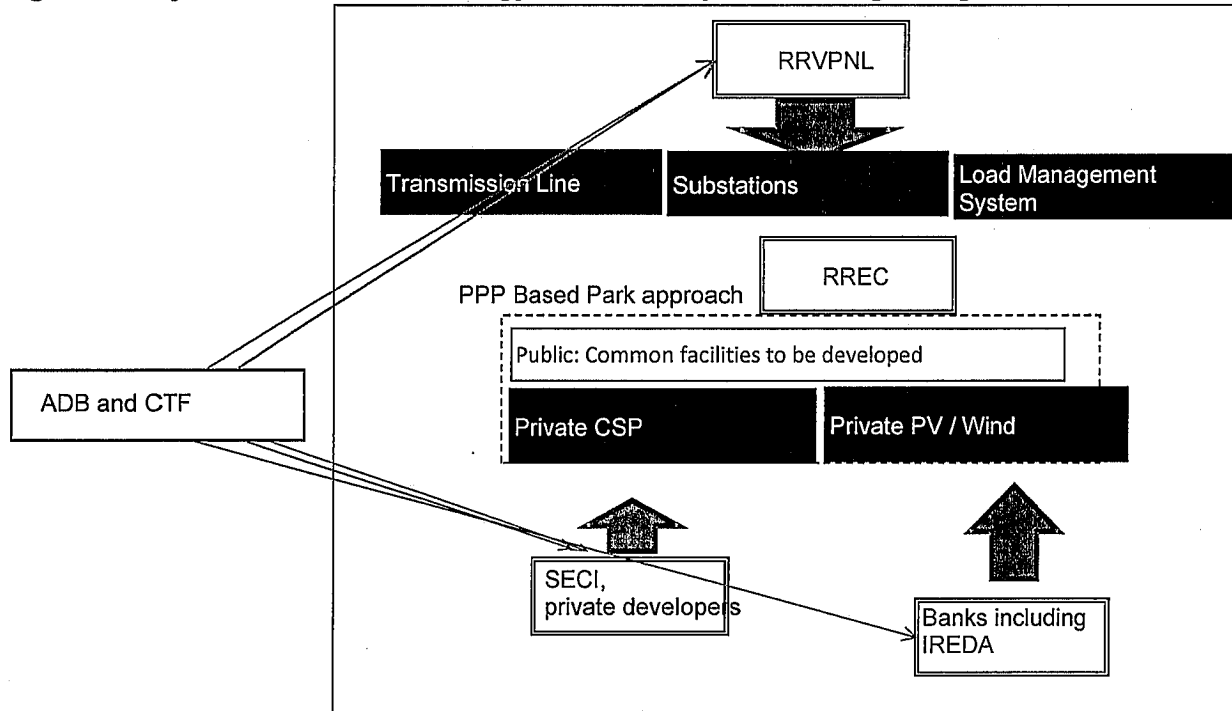 RRVPNL
Transmission Line
Substations
Load Management
System
RREC
PPP Based Park approach
Public: Common facilities to be developed
ADB and CTF
Private CSP
Private PV / Wind
SECI,
private developers
Banks including
IREDA